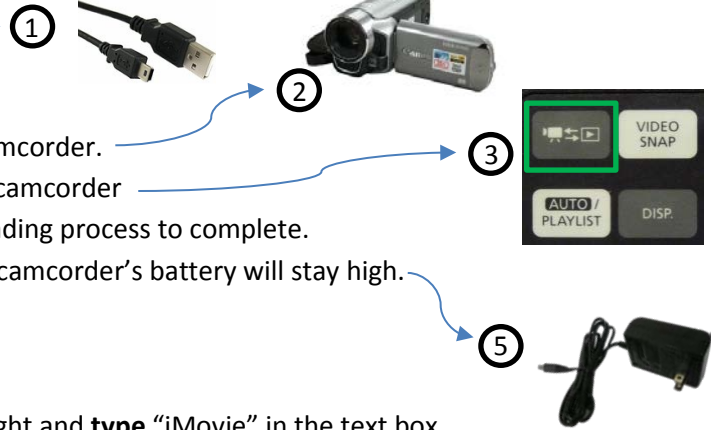 1
2
mcorder.
3
VIDEO
SNAP
camcorder
AUTO /
PLAYLIST
DISP.
ding process to complete.
camcorder's battery will stay high.
5
ght and type "iMovie" in the text box